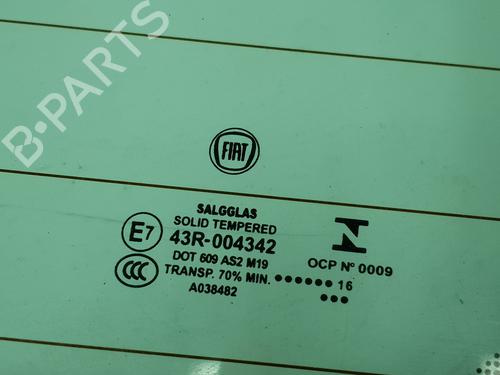 B-PARTS
FIAT
SALGGLAS
SOLID TEMPERED
E7 43R-004342
DOT 609 AS2 M19
CCC TRANSP. 70% MIN. •••••• 16
•••
A038482
OCP Nº 0009